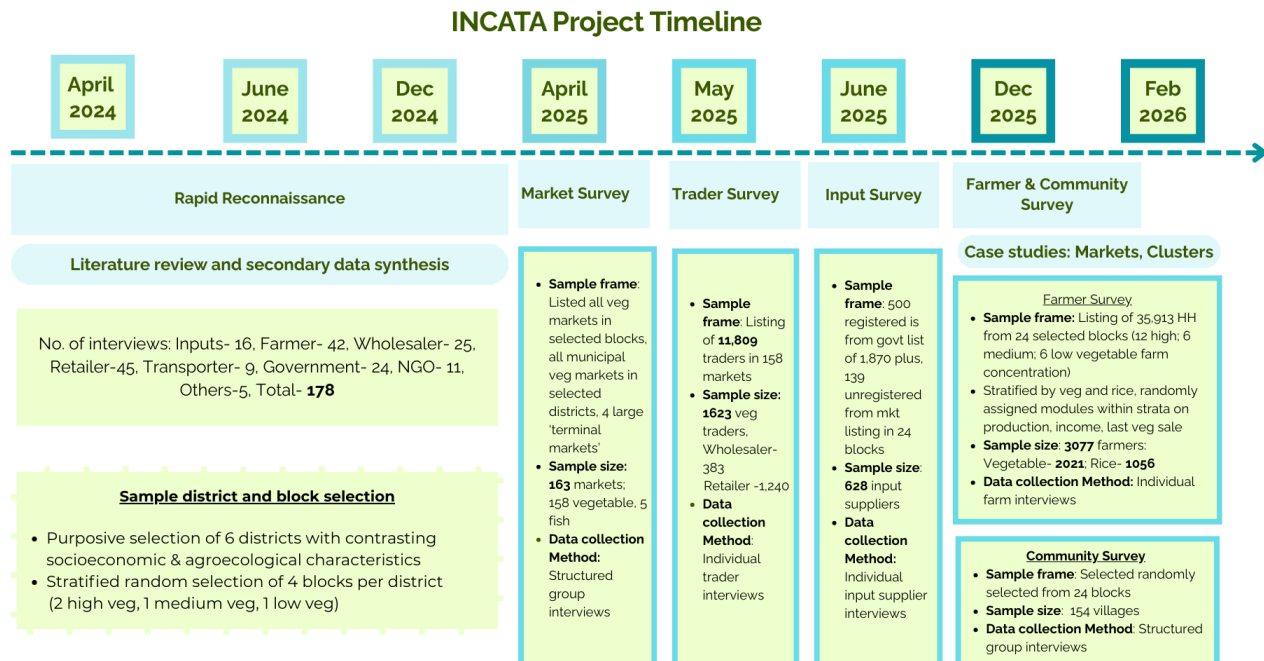 INCATA Project Timeline
April
2024
June
2024
Dec
2024
April
2025
May
2025
June
2025
Dec
2025
Feb
2026
Rapid Reconnaissance
Literature review and secondary data synthesis
No. of interviews: Inputs- 16, Farmer- 42, Wholesaler- 25,
Retailer-45, Transporter- 9, Government- 24, NGO- 11,
Others-5, Total- 178
Sample district and block selection
• Purposive selection of 6 districts with contrasting
socioeconomic & agroecological characteristics
• Stratified random selection of 4 blocks per district
(2 high veg, 1 medium veg, 1 low veg)
Market Survey
• Sample frame:
Listed all veg
markets in
selected blocks,
all municipal
veg markets in
selected
districts, 4 large
‘terminal
markets’
• Sample size:
163 markets;
158 vegetable, 5
fish
• Data collection
Method:
Structured
group
interviews
Trader Survey
• Sample
frame: Listing
of 11,809
traders in 158
markets
• Sample size:
1623 veg
traders,
Wholesaler-
383
Retailer -1,240
• Data
collection
Method:
Individual
trader
interviews
Input Survey
• Sample
frame: 500
registered is
from govt list
of 1,870 plus,
139
unregistered
from mkt
listing in 24
blocks
• Sample size:
628 input
suppliers
• Data
collection
Method:
Individual
input supplier
interviews
Farmer & Community
Survey
Case studies: Markets, Clusters
Farmer Survey
• Sample frame: Listing of 35,913 HH
from 24 selected blocks (12 high; 6
medium; 6 low vegetable farm
concentration)
• Stratified by veg and rice, randomly
assigned modules within strata on
production, income, last veg sale
• Sample size: 3077 farmers:
Vegetable- 2021; Rice- 1056
• Data collection Method: Individual
farm interviews
Community Survey
• Sample frame: Selected randomly
selected from 24 blocks
• Sample size: 154 villages
• Data collection Method: Structured
group interviews